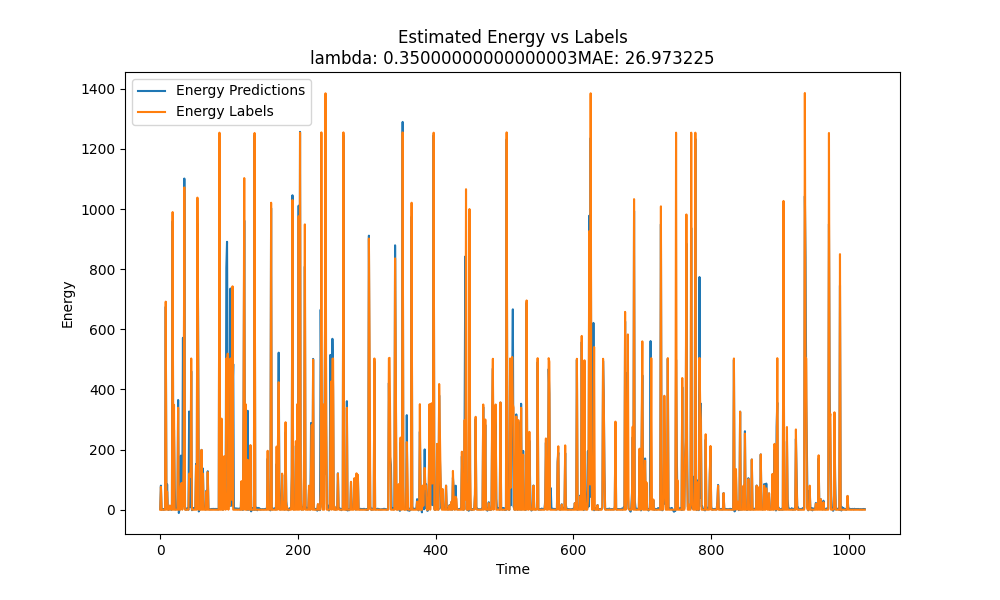 Estimated Energy vs Labels
lambda: 0.35000000000000003MAE: 26.973225
Energy Predictions
Energy Labels
1400
1200
1000
800
600
400
200
0
Energy
0 200 400 600 800 1000
Time